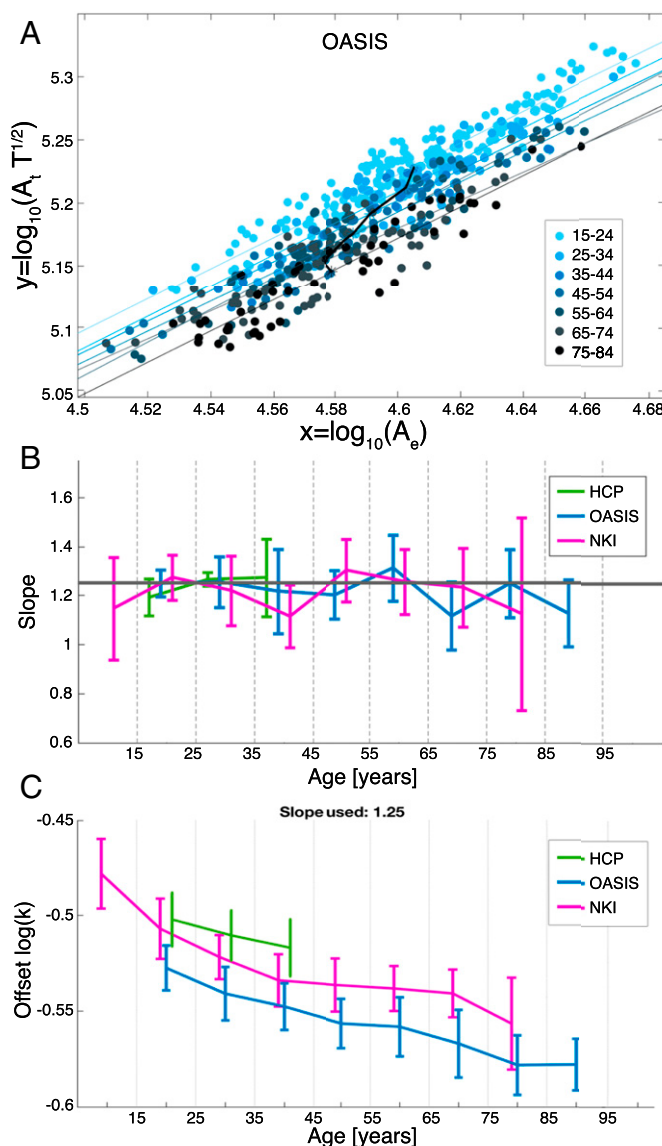 A
OASIS
y=log10(At T1/2)
5.3
5.25
5.2
5.15
5.1
5.05
15-24
25-34
35-44
45-54
55-64
65-74
75-84
4.5 4.52 4.54 4.56 4.58 4.6 4.62 4.64 4.66 4.68
x=log10(Ae)
B
Slope
1.6
1.4
1.2
1
0.8
0.6
HCP
OASIS
NKI
15 25 35 45 55 65 75 85 95
Age [years]
C
Slope used: 1.25
Offset log(k)
-0.45
-0.5
-0.55
-0.6
HCP
OASIS
NKI
15 25 35 45 55 65 75 85 95
Age [years]